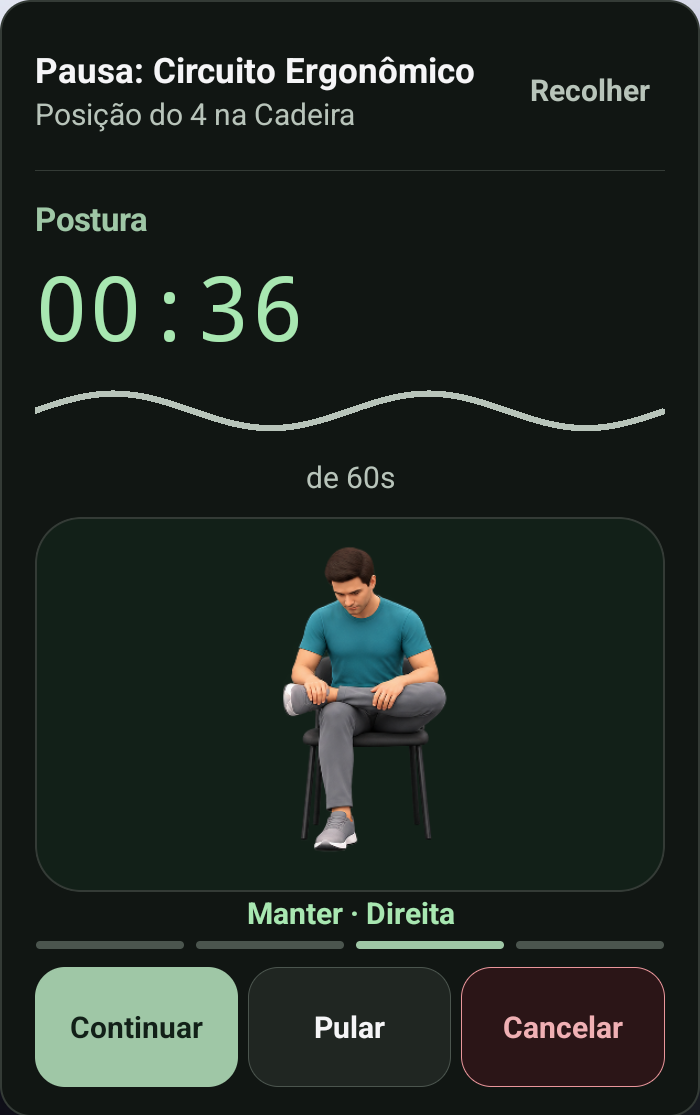 Pausa: Circuito Ergonômico
Posição do 4 na Cadeira
Recolher
Postura
00:36
de 60s
Manter · Direita
Continuar
Pular
Cancelar